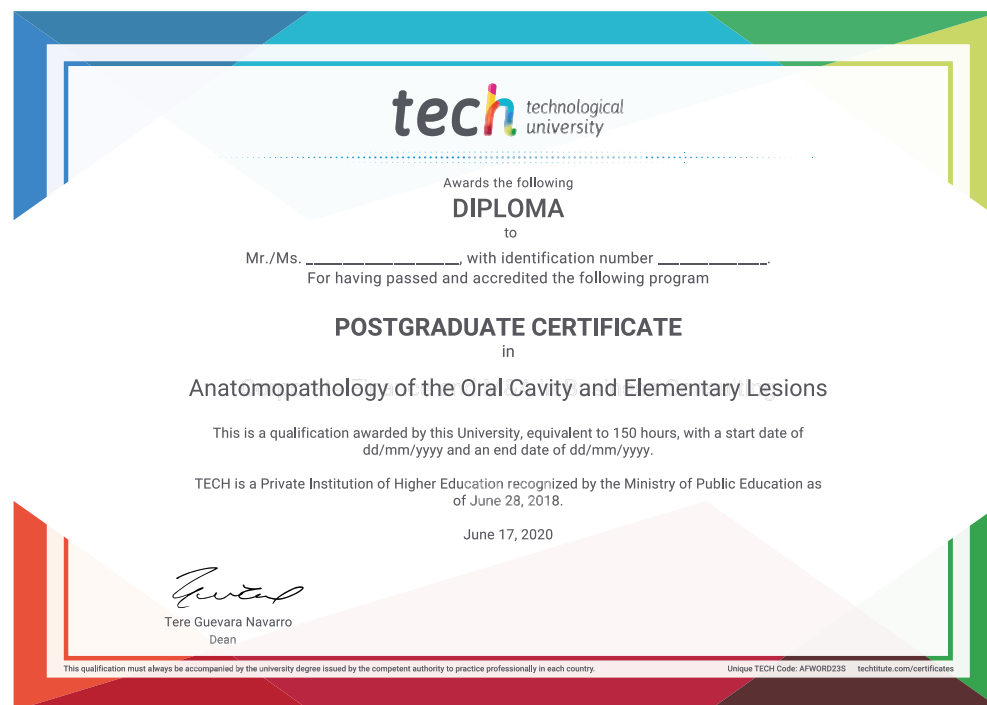 tech technological
university
Awards the following
DIPLOMA
to
Mr./Ms. ___________________, with identification number ______________.
For having passed and accredited the following program
POSTGRADUATE CERTIFICATE
in
Anatomopathology of the Oral Cavity and Elementary Lesions
This is a qualification awarded by this University, equivalent to 150 hours, with a start date of
dd/mm/yyyy and an end date of dd/mm/yyyy.
TECH is a Private Institution of Higher Education recognized by the Ministry of Public Education as
of June 28, 2018.
June 17, 2020
Tere Guevara Navarro
Dean
This qualification must always be accompanied by the university degree issued by the competent authority to practice professionally in each country.
Unique TECH Code: AFWORD23S techtitute.com/certificates